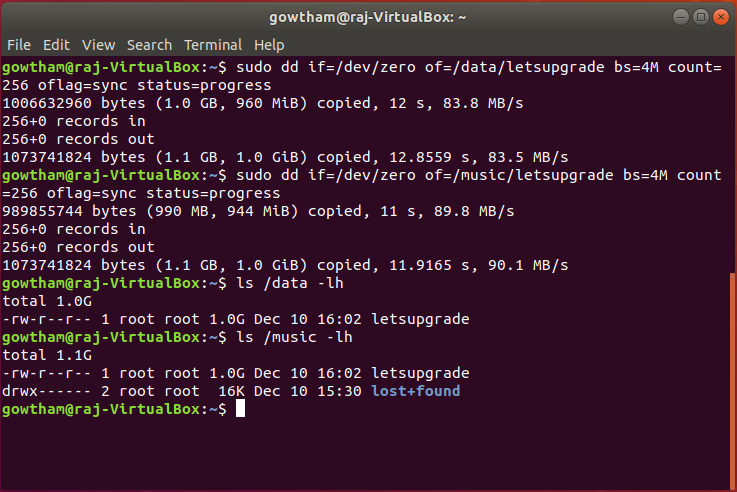 gowtham@raj-VirtualBox: ~
File Edit View Search Terminal Help
gowtham@raj-VirtualBox:~$ sudo dd if=/dev/zero of=/data/letsupgrade bs=4M count=
256 oflag=sync status=progress
1006632960 bytes (1.0 GB, 960 MiB) copied, 12 s, 83.8 MB/s
256+0 records in
256+0 records out
1073741824 bytes (1.1 GB, 1.0 GiB) copied, 12.8559 s, 83.5 MB/s
gowtham@raj-VirtualBox:~$ sudo dd if=/dev/zero of=/music/letsupgrade bs=4M count
=256 oflag=sync status=progress
989855744 bytes (990 MB, 944 MiB) copied, 11 s, 89.8 MB/s
256+0 records in
256+0 records out
1073741824 bytes (1.1 GB, 1.0 GiB) copied, 11.9165 s, 90.1 MB/s
gowtham@raj-VirtualBox:~$ ls /data -lh
total 1.0G
-rw-r--r-- 1 root root 1.0G Dec 10 16:02 letsupgrade
gowtham@raj-VirtualBox:~$ ls /music -lh
total 1.1G
-rw-r--r-- 1 root root 1.0G Dec 10 16:02 letsupgrade
drwx------ 2 root root  16K Dec 10 15:30 lost+found
gowtham@raj-VirtualBox:~$